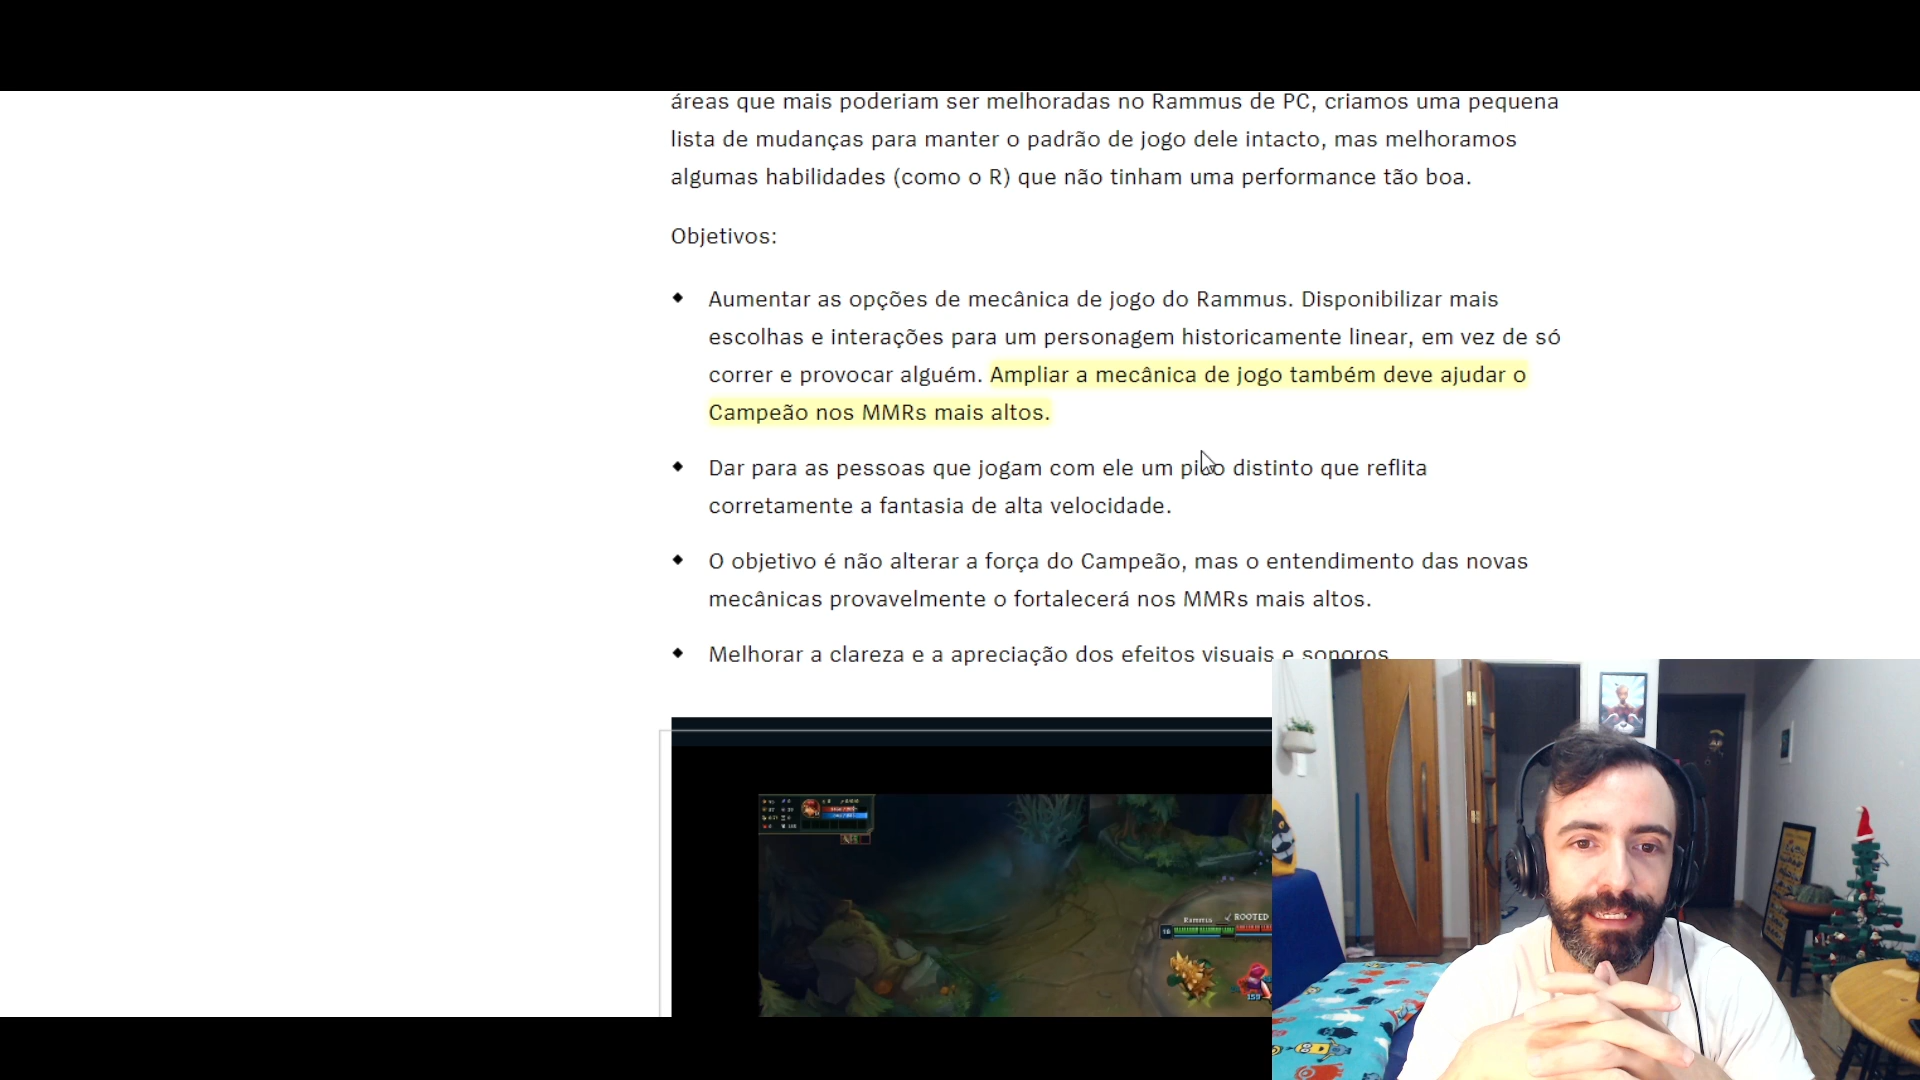 áreas que mais poderiam ser melhoradas no Rammus de PC, criamos uma pequena
lista de mudanças para manter o padrão de jogo dele intacto, mas melhoramos
algumas habilidades (como o R) que não tinham uma performance tão boa.
Objetivos:
Aumentar as opções de mecânica de jogo do Rammus. Disponibilizar mais
escolhas e interações para um personagem historicamente linear, em vez de só
correr e provocar alguém. Ampliar a mecânica de jogo também deve ajudar o
Campeão nos MMRs mais altos.
Dar para as pessoas que jogam com ele um pico distinto que reflita
corretamente a fantasia de alta velocidade.
O objetivo é não alterar a força do Campeão, mas o entendimento das novas
mecânicas provavelmente o fortalecerá nos MMRs mais altos.
Melhorar a clareza e a apreciação dos efeitos visuais e sonoros
Rammus ROOTED
16
159